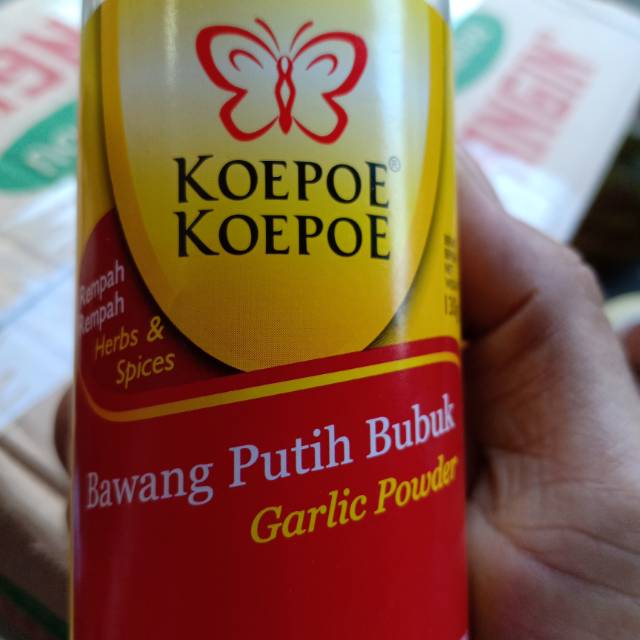 KOEPOE®
KOEPOE
Rempah
Rempah
Herbs &
Spices
Bawang Putih Bubuk
Garlic Powder